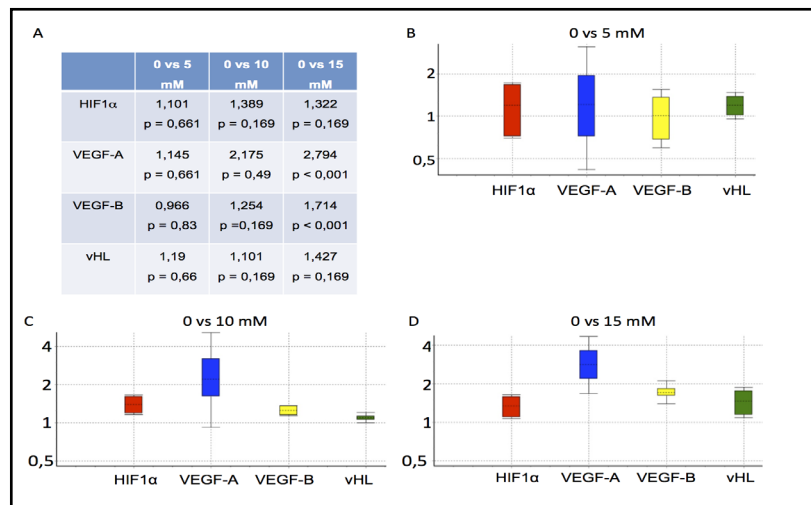 A
0 vs 5 mM
0 vs 10 mM
0 vs 15 mM
HIF1α
1,101
p = 0,661
1,389
p = 0,169
1,322
p = 0,169
VEGF-A
1,145
p = 0,661
2,175
p = 0,49
2,794
p < 0,001
VEGF-B
0,966
p = 0,83
1,254
p =0,169
1,714
p < 0,001
vHL
1,19
p = 0,66
1,101
p = 0,169
1,427
p = 0,169
B
0 vs 5 mM
2
1
0,5
HIF1α VEGF-A VEGF-B vHL
C
0 vs 10 mM
4
2
1
0,5
HIF1α VEGF-A VEGF-B vHL
D
0 vs 15 mM
4
2
1
0,5
HIF1α VEGF-A VEGF-B vHL